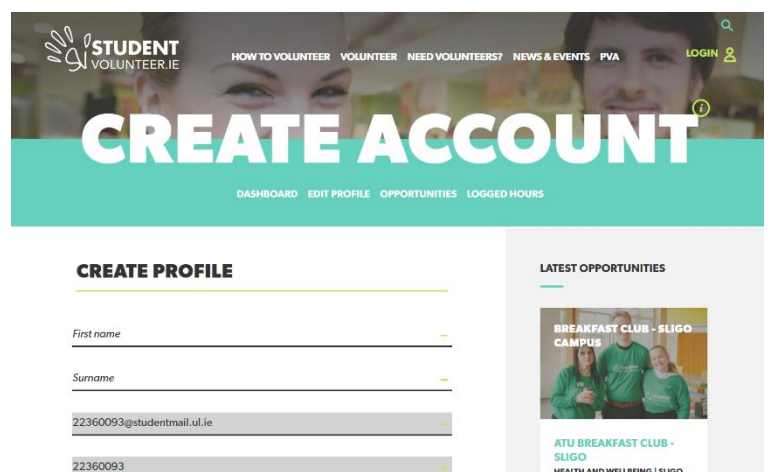 STUDENT
VOLUNTEER.IE
HOW TO VOLUNTEER VOLUNTEER NEED VOLUNTEERS? NEWS & EVENTS PVA
LOGIN
i
CREATE ACCOUNT
DASHBOARD EDIT PROFILE OPPORTUNITIES LOGGED HOURS
CREATE PROFILE
First name
Surname
22360093@studentmail.ul.ie
22360093
LATEST OPPORTUNITIES
BREAKFAST CLUB - SLIGO
CAMPUS
ATU BREAKFAST CLUB -
SLIGO
HEALTH AND WELLBEING | SLIGO